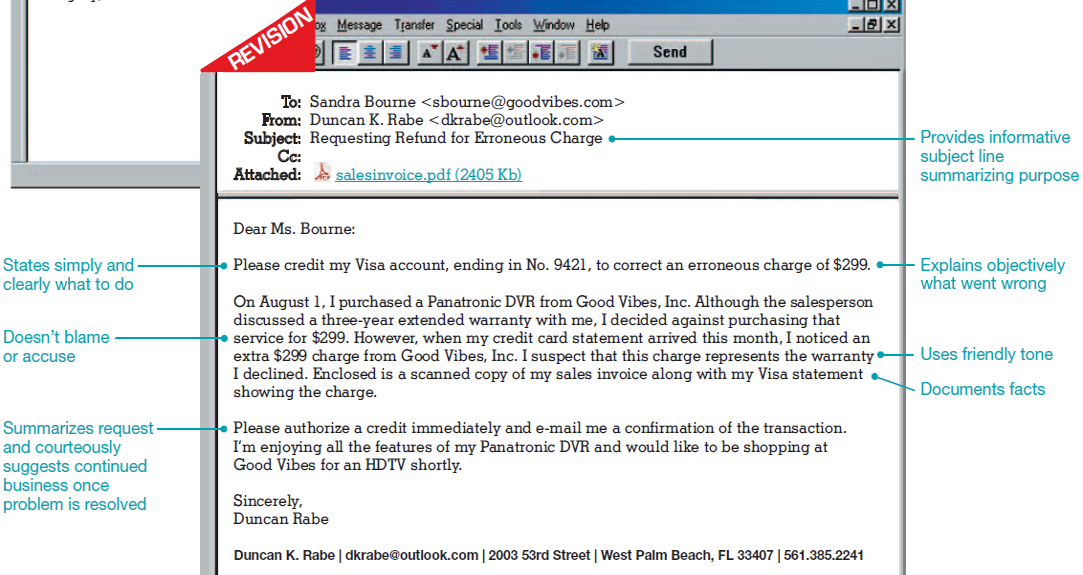 REVISION
Message Transfer Special Tools Window Help
A A Send
To: Sandra Bourne <sbourne@goodvibes.com>
From: Duncan K. Rabe <dkrabe@outlook.com>
Subject: Requesting Refund for Erroneous Charge
Cc:
Attached: salesinvoice.pdf (2405 Kb)
Provides informative
subject line
summarizing purpose
Dear Ms. Bourne:
States simply and
clearly what to do
Please credit my Visa account, ending in No. 9421, to correct an erroneous charge of $299.
Explains objectively
what went wrong
On August 1, I purchased a Panatronic DVR from Good Vibes, Inc. Although the salesperson
discussed a three-year extended warranty with me, I decided against purchasing that
service for $299. However, when my credit card statement arrived this month, I noticed an
extra $299 charge from Good Vibes, Inc. I suspect that this charge represents the warranty
I declined. Enclosed is a scanned copy of my sales invoice along with my Visa statement
showing the charge.
Doesn't blame
or accuse
Uses friendly tone
Documents facts
Summarizes request
and courteously
suggests continued
business once
problem is resolved
Please authorize a credit immediately and e-mail me a confirmation of the transaction.
I'm enjoying all the features of my Panatronic DVR and would like to be shopping at
Good Vibes for an HDTV shortly.
Sincerely,
Duncan Rabe
Duncan K. Rabe | dkrabe@outlook.com | 2003 53rd Street | West Palm Beach, FL 33407 | 561.385.2241